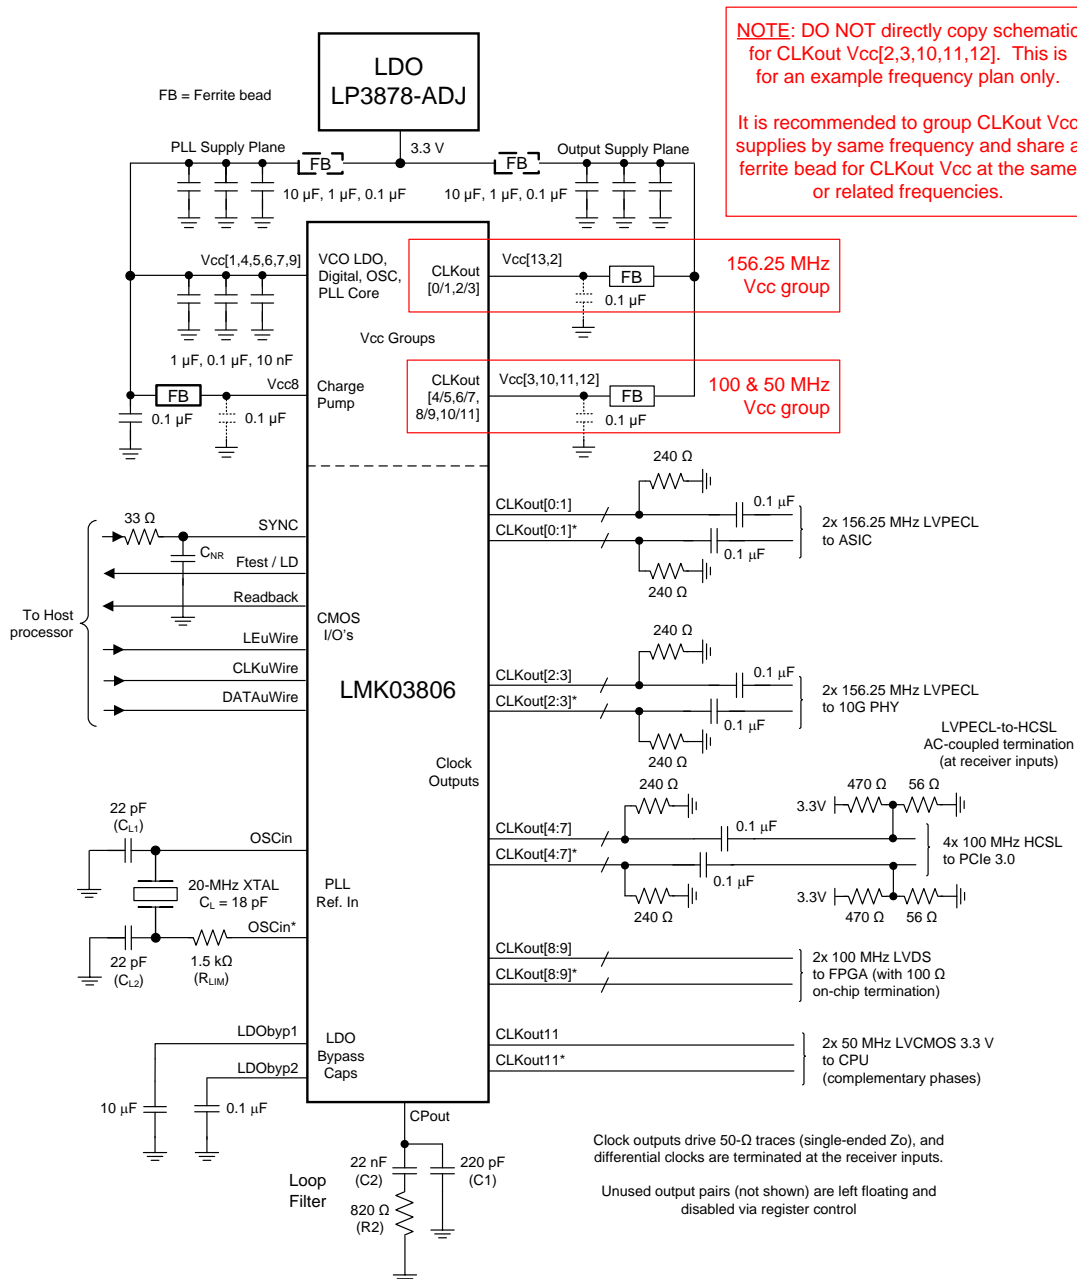 NOTE: DO NOT directly copy schematic
for CLKout Vcc[2,3,10,11,12]. This is
for an example frequency plan only.
It is recommended to group CLKout Vcc
supplies by same frequency and share a
ferrite bead for CLKout Vcc at the same
or related frequencies.
LDO
LP3878-ADJ
FB = Ferrite bead
3.3 V
PLL Supply Plane
FB
FB
Output Supply Plane
10 µF, 1 µF, 0.1 µF
10 µF, 1 µF, 0.1 µF
Vcc[1,4,5,6,7,9]
VCO LDO,
Digital, OSC,
PLL Core
CLKout
[0/1,2/3]
Vcc[13,2]
FB
0.1 µF
156.25 MHz
Vcc group
1 µF, 0.1 µF, 10 nF
Vcc Groups
FB
Vcc8
0.1 µF
0.1 µF
Charge
Pump
CLKout
[4/5,6/7,
8/9,10/11]
Vcc[3,10,11,12]
FB
0.1 µF
100 & 50 MHz
Vcc group
To Host
processor
33 Ω
SYNC
CNR
Ftest / LD
Readback
LEuWire
CLKuWire
DATAuWire
CMOS
I/O's
LMK03806
Clock
Outputs
240 Ω
CLKout[0:1]
0.1 µF
CLKout[0:1]*
0.1 µF
240 Ω
2x 156.25 MHz LVPECL
to ASIC
240 Ω
CLKout[2:3]
0.1 µF
CLKout[2:3]*
0.1 µF
240 Ω
2x 156.25 MHz LVPECL
to 10G PHY
LVPECL-to-HCSL
AC-coupled termination
(at receiver inputs)
240 Ω
470 Ω
56 Ω
3.3V
CLKout[4:7]
0.1 µF
CLKout[4:7]*
0.1 µF
240 Ω
3.3V
470 Ω
56 Ω
4x 100 MHz HCSL
to PCIe 3.0
22 pF
(CL1)
OSCin
20-MHz XTAL
CL = 18 pF
PLL
Ref. In
OSCin*
22 pF
(CL2)
1.5 kΩ
(RLIM)
CLKout[8:9]
CLKout[8:9]*
2x 100 MHz LVDS
to FPGA (with 100 Ω
on-chip termination)
LDObyp1
LDObyp2
LDO
Bypass
Caps
10 µF
0.1 µF
CLKout11
CLKout11*
2x 50 MHz LVCMOS 3.3 V
to CPU
(complementary phases)
CPout
Loop
Filter
22 nF
(C2)
220 pF
(C1)
820 Ω
(R2)
Clock outputs drive 50-Ω traces (single-ended Zo), and
differential clocks are terminated at the receiver inputs.
Unused output pairs (not shown) are left floating and
disabled via register control